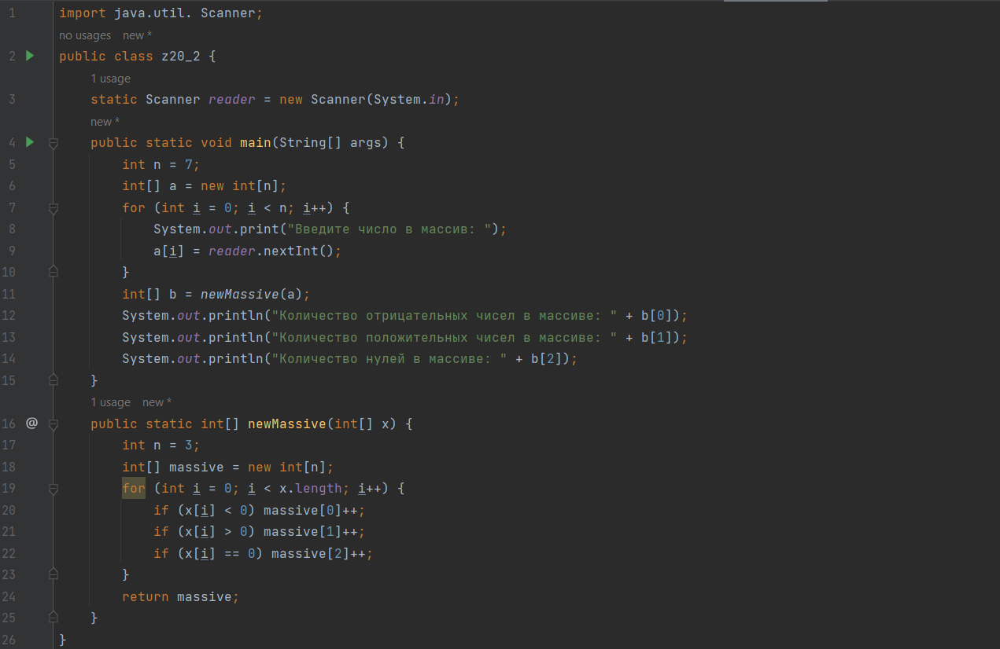 1 import java.util. Scanner;
no usages new *
2 public class z20_2 {
1 usage
3 static Scanner reader = new Scanner(System.in);
new *
4 public static void main(String[] args) {
5 int n = 7;
6 int[] a = new int[n];
7 for (int i = 0; i < n; i++) {
8 System.out.print("Введите число в массив: ");
9 a[i] = reader.nextInt();
10 }
11 int[] b = newMassive(a);
12 System.out.println("Количество отрицательных чисел в массиве: " + b[0]);
13 System.out.println("Количество положительных чисел в массиве: " + b[1]);
14 System.out.println("Количество нулей в массиве: " + b[2]);
15 }
1 usage new *
16 @ public static int[] newMassive(int[] x) {
17 int n = 3;
18 int[] massive = new int[n];
19 for (int i = 0; i < x.length; i++) {
20 if (x[i] < 0) massive[0]++;
21 if (x[i] > 0) massive[1]++;
22 if (x[i] == 0) massive[2]++;
23 }
24 return massive;
25 }
26 }